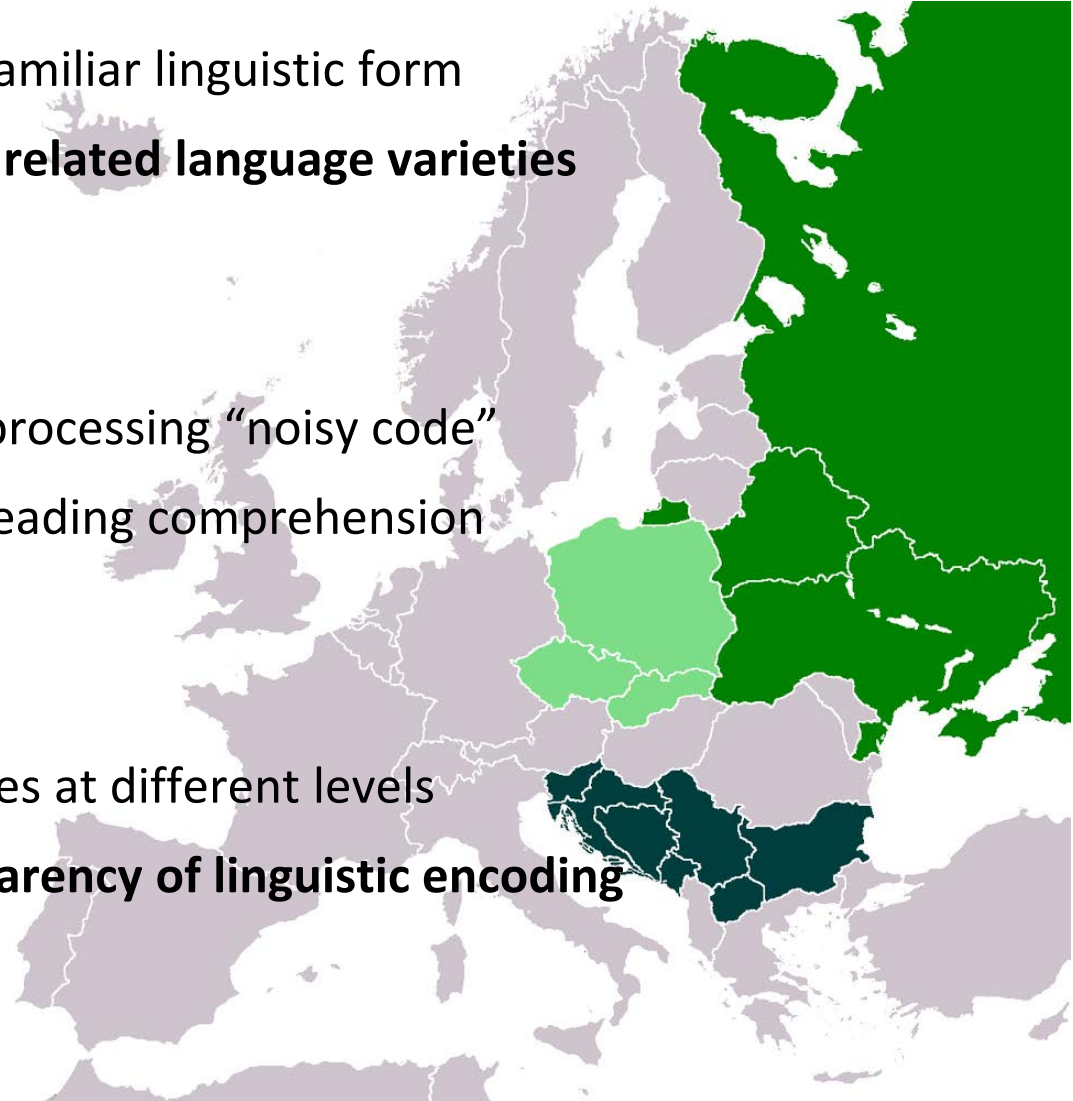 amiliar linguistic form
related language varieties
processing “noisy code”
eading comprehension
es at different levels
arency of linguistic encoding